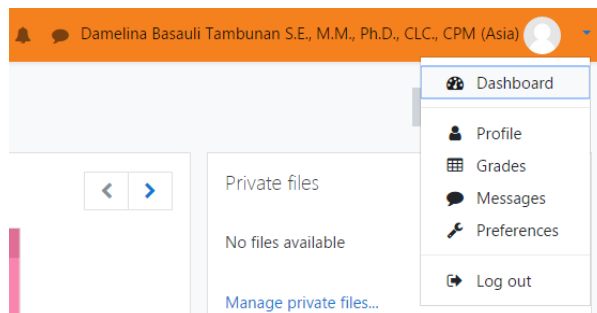 Damelina Basauli Tambunan S.E., M.M., Ph.D., CLC., CPM (Asia)
Dashboard
Profile
Grades
Messages
Preferences
Log out
Private files
No files available
Manage private files...